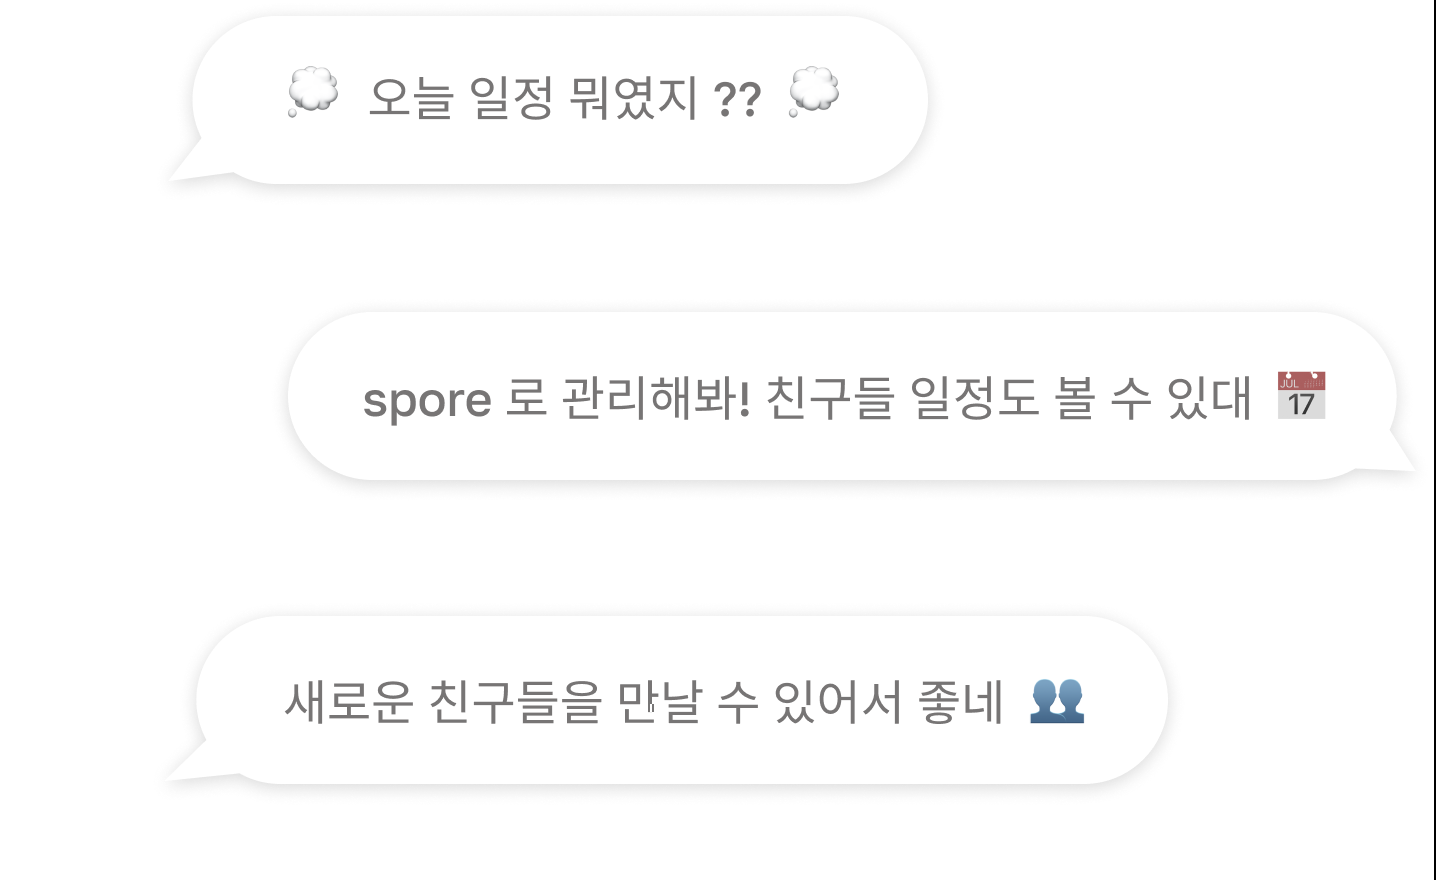 💭 오늘 일정 뭐였지 ?? 💭
spore 로 관리해봐! 친구들 일정도 볼 수 있대 📅
새로운 친구들을 만날 수 있어서 좋네 👥